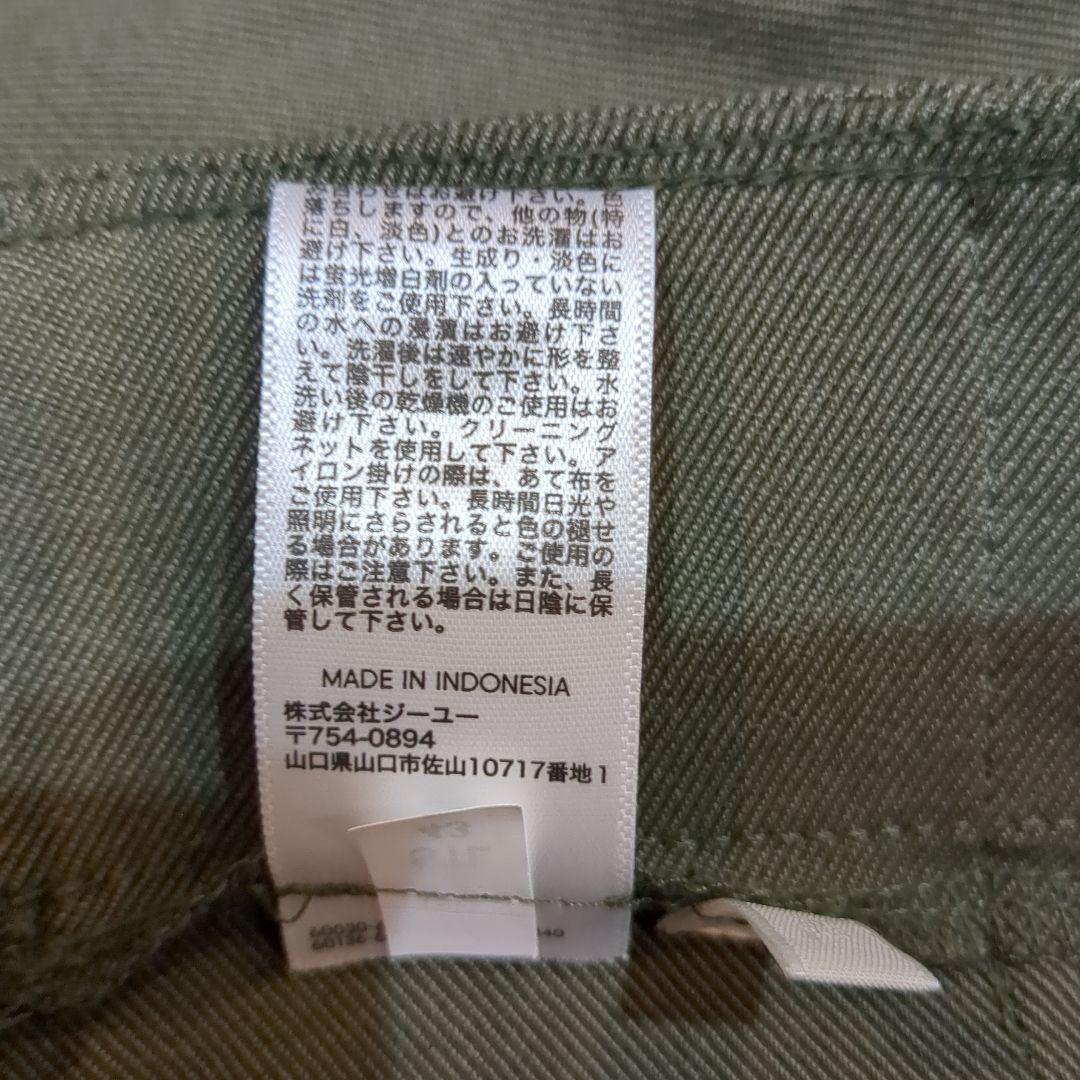 み合わせはお避け下さい。色
落ちしますので、他の物(特
に白、淡色)とのお洗濯はお
避け下さい。生成り・淡色に
は蛍光増白剤の入っていない
洗剤をご使用下さい。長時間
の水への浸漬はお避け下さ
い。洗濯後は速やかに形を整
えて陰干しをして下さい。水
洗い後の乾燥機のご使用はお
避け下さい。クリーニング
ネットを使用して下さい。ア
イロン掛けの際は、あて布を
ご使用下さい。長時間日光や
照明にさらされると色の褪せ
る場合があります。ご使用の
際はご注意下さい。また、長
く保管される場合は日陰に保
管して下さい。
MADE IN INDONESIA
株式会社ジーユー
〒754-0894
山口県山口市佐山10717番地1